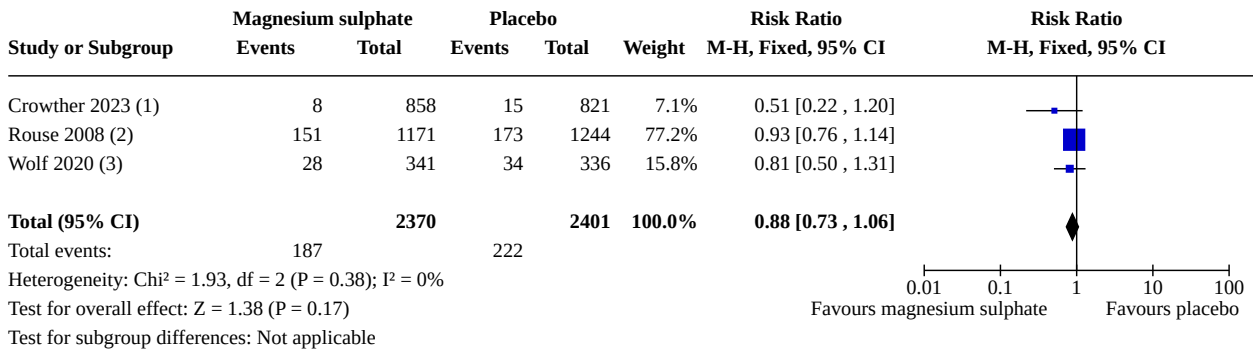 Magnesium sulphate Placebo Risk Ratio Risk Ratio
Study or Subgroup Events Total Events Total Weight M-H, Fixed, 95% CI M-H, Fixed, 95% CI
Crowther 2023 (1) 8 858 15 821 7.1% 0.51 [0.22 , 1.20]
Rouse 2008 (2) 151 1171 173 1244 77.2% 0.93 [0.76 , 1.14]
Wolf 2020 (3) 28 341 34 336 15.8% 0.81 [0.50 , 1.31]
Total (95% CI) 2370 2401 100.0% 0.88 [0.73 , 1.06]
Total events: 187 222
Heterogeneity: Chi² = 1.93, df = 2 (P = 0.38); I² = 0%
0.01 0.1 1 10 100
Test for overall effect: Z = 1.38 (P = 0.17)
Favours magnesium sulphate Favours placebo
Test for subgroup differences: Not applicable